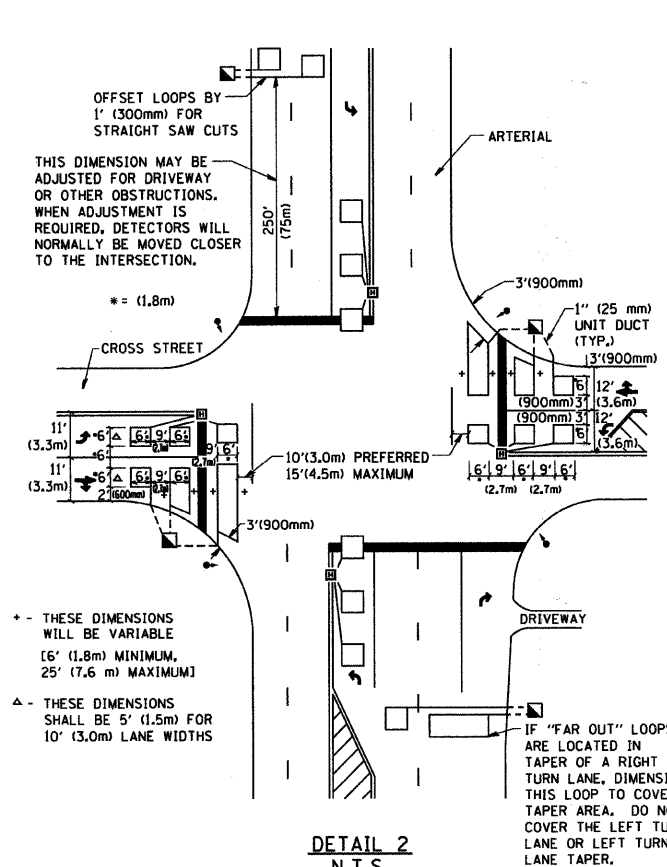 OFFSET LOOPS BY
1' (300mm) FOR
STRAIGHT SAW CUTS
THIS DIMENSION MAY BE
ADJUSTED FOR DRIVEWAY
OR OTHER OBSTRUCTIONS.
WHEN ADJUSTMENT IS
REQUIRED, DETECTORS WILL
NORMALLY BE MOVED CLOSER
TO THE INTERSECTION.
250'
(75m)
ARTERIAL
* = (1.8m)
CROSS STREET
H
3'(900mm)
1" (25 mm)
UNIT DUCT
(TYP.)
3'(900mm)
6'
12'
(3.6m)
(900mm) 3'
(900mm) 3'
12'
6'
(3.6m)
H
6' 9' 6' 9' 6'
(2.7m) (2.7m)
H
11'
(3.3m)
*6' △ 6' 9' 6'
*6'
9' 6'
(2.7m)
11'
(3.3m)
*6' △ 6' 9' 6'
2' (600mm)
10'(3.0m) PREFERRED
15'(4.5m) MAXIMUM
3'(900mm)
H
DRIVEWAY
+ - THESE DIMENSIONS
WILL BE VARIABLE
[6' (1.8m) MINIMUM,
25' (7.6 m) MAXIMUM]
△ - THESE DIMENSIONS
SHALL BE 5' (1.5m) FOR
10' (3.0m) LANE WIDTHS
IF "FAR OUT" LOOPS
ARE LOCATED IN
TAPER OF A RIGHT
TURN LANE, DIMENSI
THIS LOOP TO COVE
TAPER AREA. DO NO
COVER THE LEFT TU
LANE OR LEFT TURN
LANE TAPER.
DETAIL 2
N.T.S.